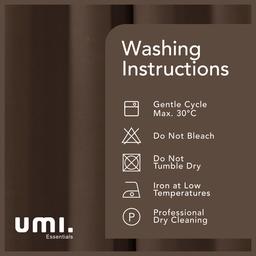 Washing
Instructions
Gentle Cycle
Max. 30°C
Do Not Bleach
Do Not
Tumble Dry
Iron at Low
Temperatures
P
Professional
Dry Cleaning
umi.
Essentials